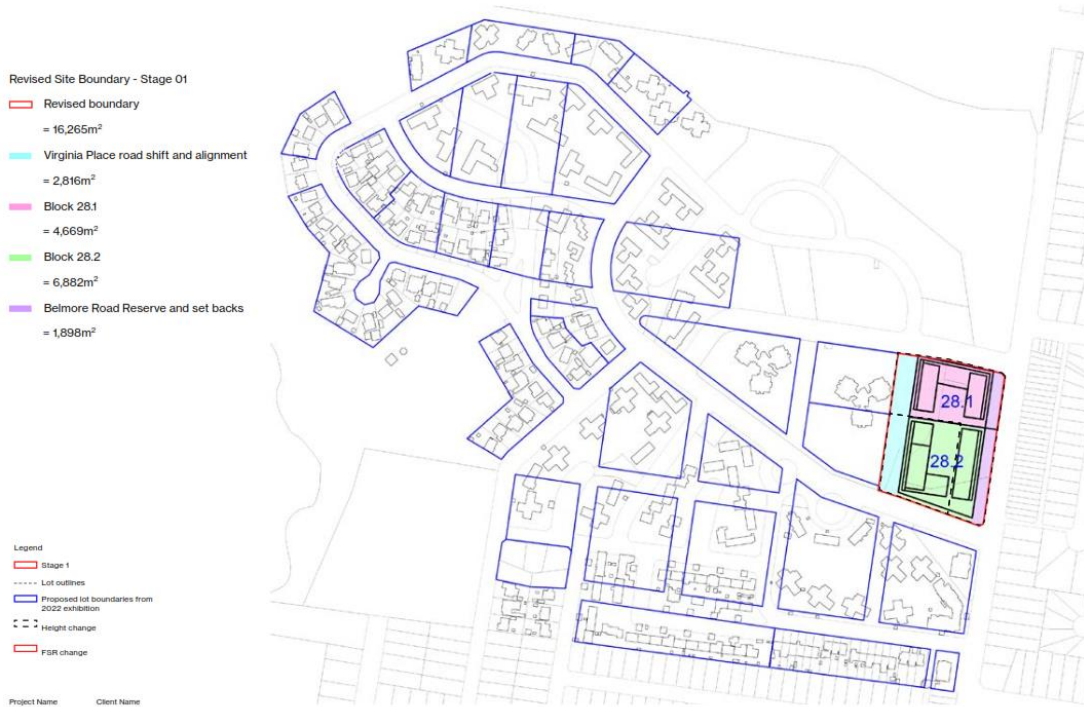 Revised Site Boundary - Stage 01
Revised boundary
= 16,265m²
Virginia Place road shift and alignment
= 2,816m²
Block 28.1
= 4,669m²
Block 28.2
= 6,882m²
Belmore Road Reserve and set backs
= 1,898m²
28.1
28.2
Legend
Stage 1
Lot outlines
Proposed lot boundaries from
2022 exhibition
Height change
FSR change
Project Name Client Name